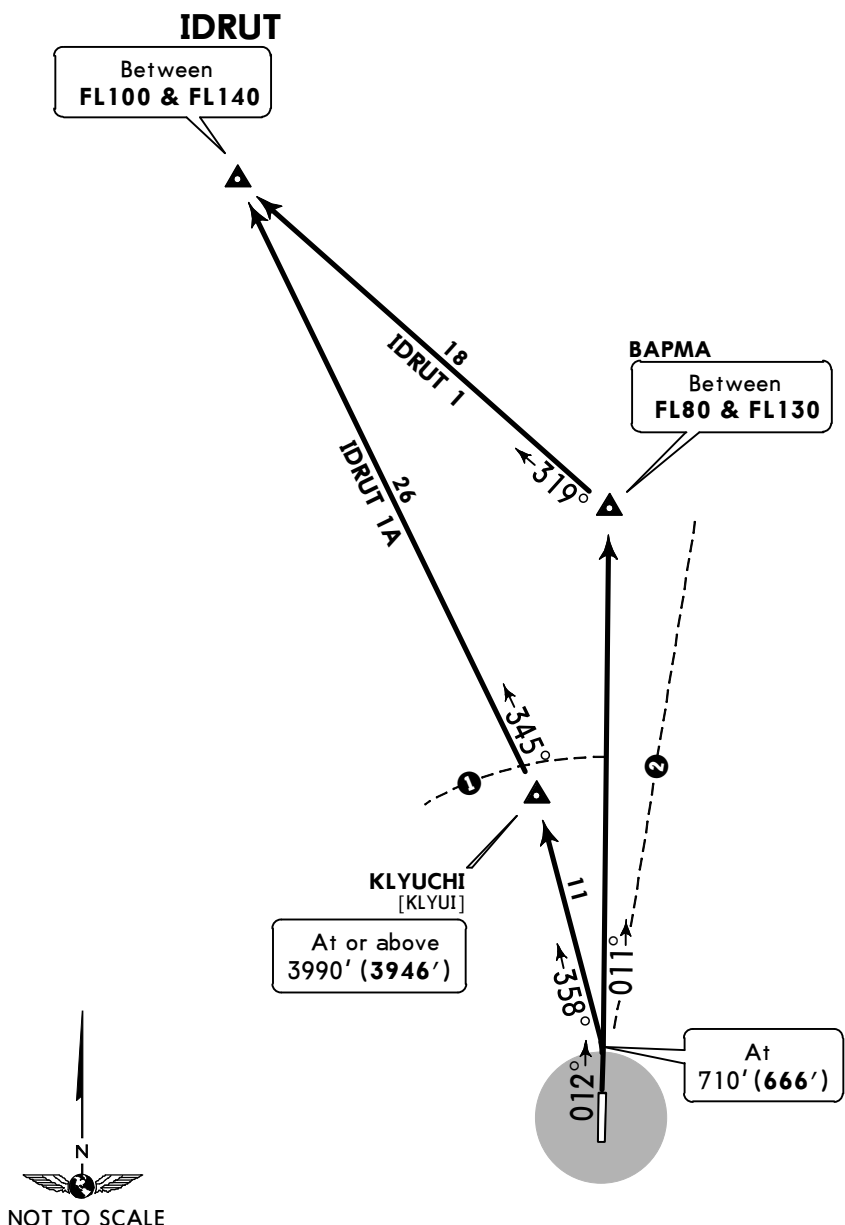 IDRUT
Between
FL100 & FL140
18
IDRUT 1
BAPMA
Between
FL80 & FL130
319°
26
IDRUT 1A
345°
1
2
KLYUCHI
[KLYUI]
11
At or above
3990' (3946')
358°
011°
012°
At
710' (666')
N
NOT TO SCALE